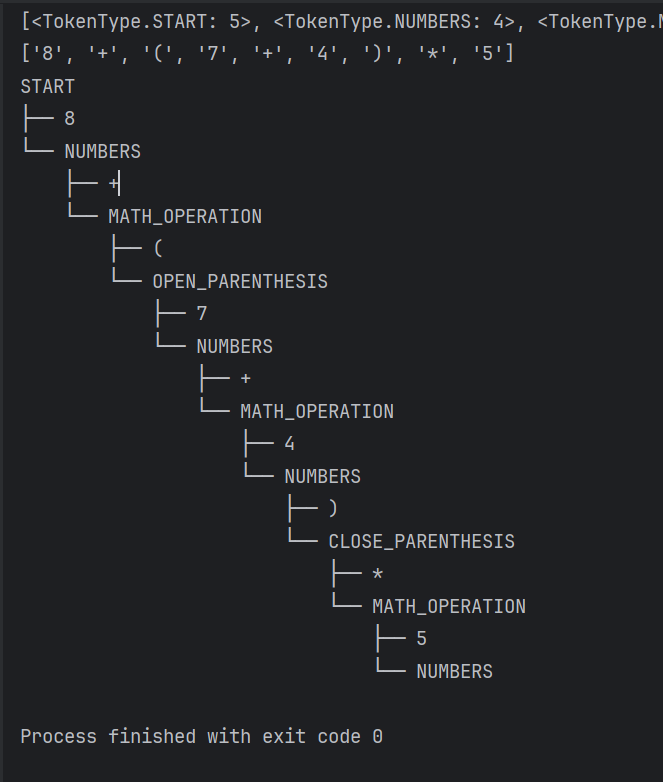 [<TokenType.START: 5>, <TokenType.NUMBERS: 4>, <TokenType.
['8', '+', '(', '7', '+', '4', ')', '*', '5']
START
├── 8
└── NUMBERS
    ├── +
    └── MATH_OPERATION
        ├── (
        └── OPEN_PARENTHESIS
            ├── 7
            └── NUMBERS
                ├── +
                └── MATH_OPERATION
                    ├── 4
                    └── NUMBERS
                        ├── )
                        └── CLOSE_PARENTHESIS
                            ├── *
                            └── MATH_OPERATION
                                ├── 5
                                └── NUMBERS
Process finished with exit code 0